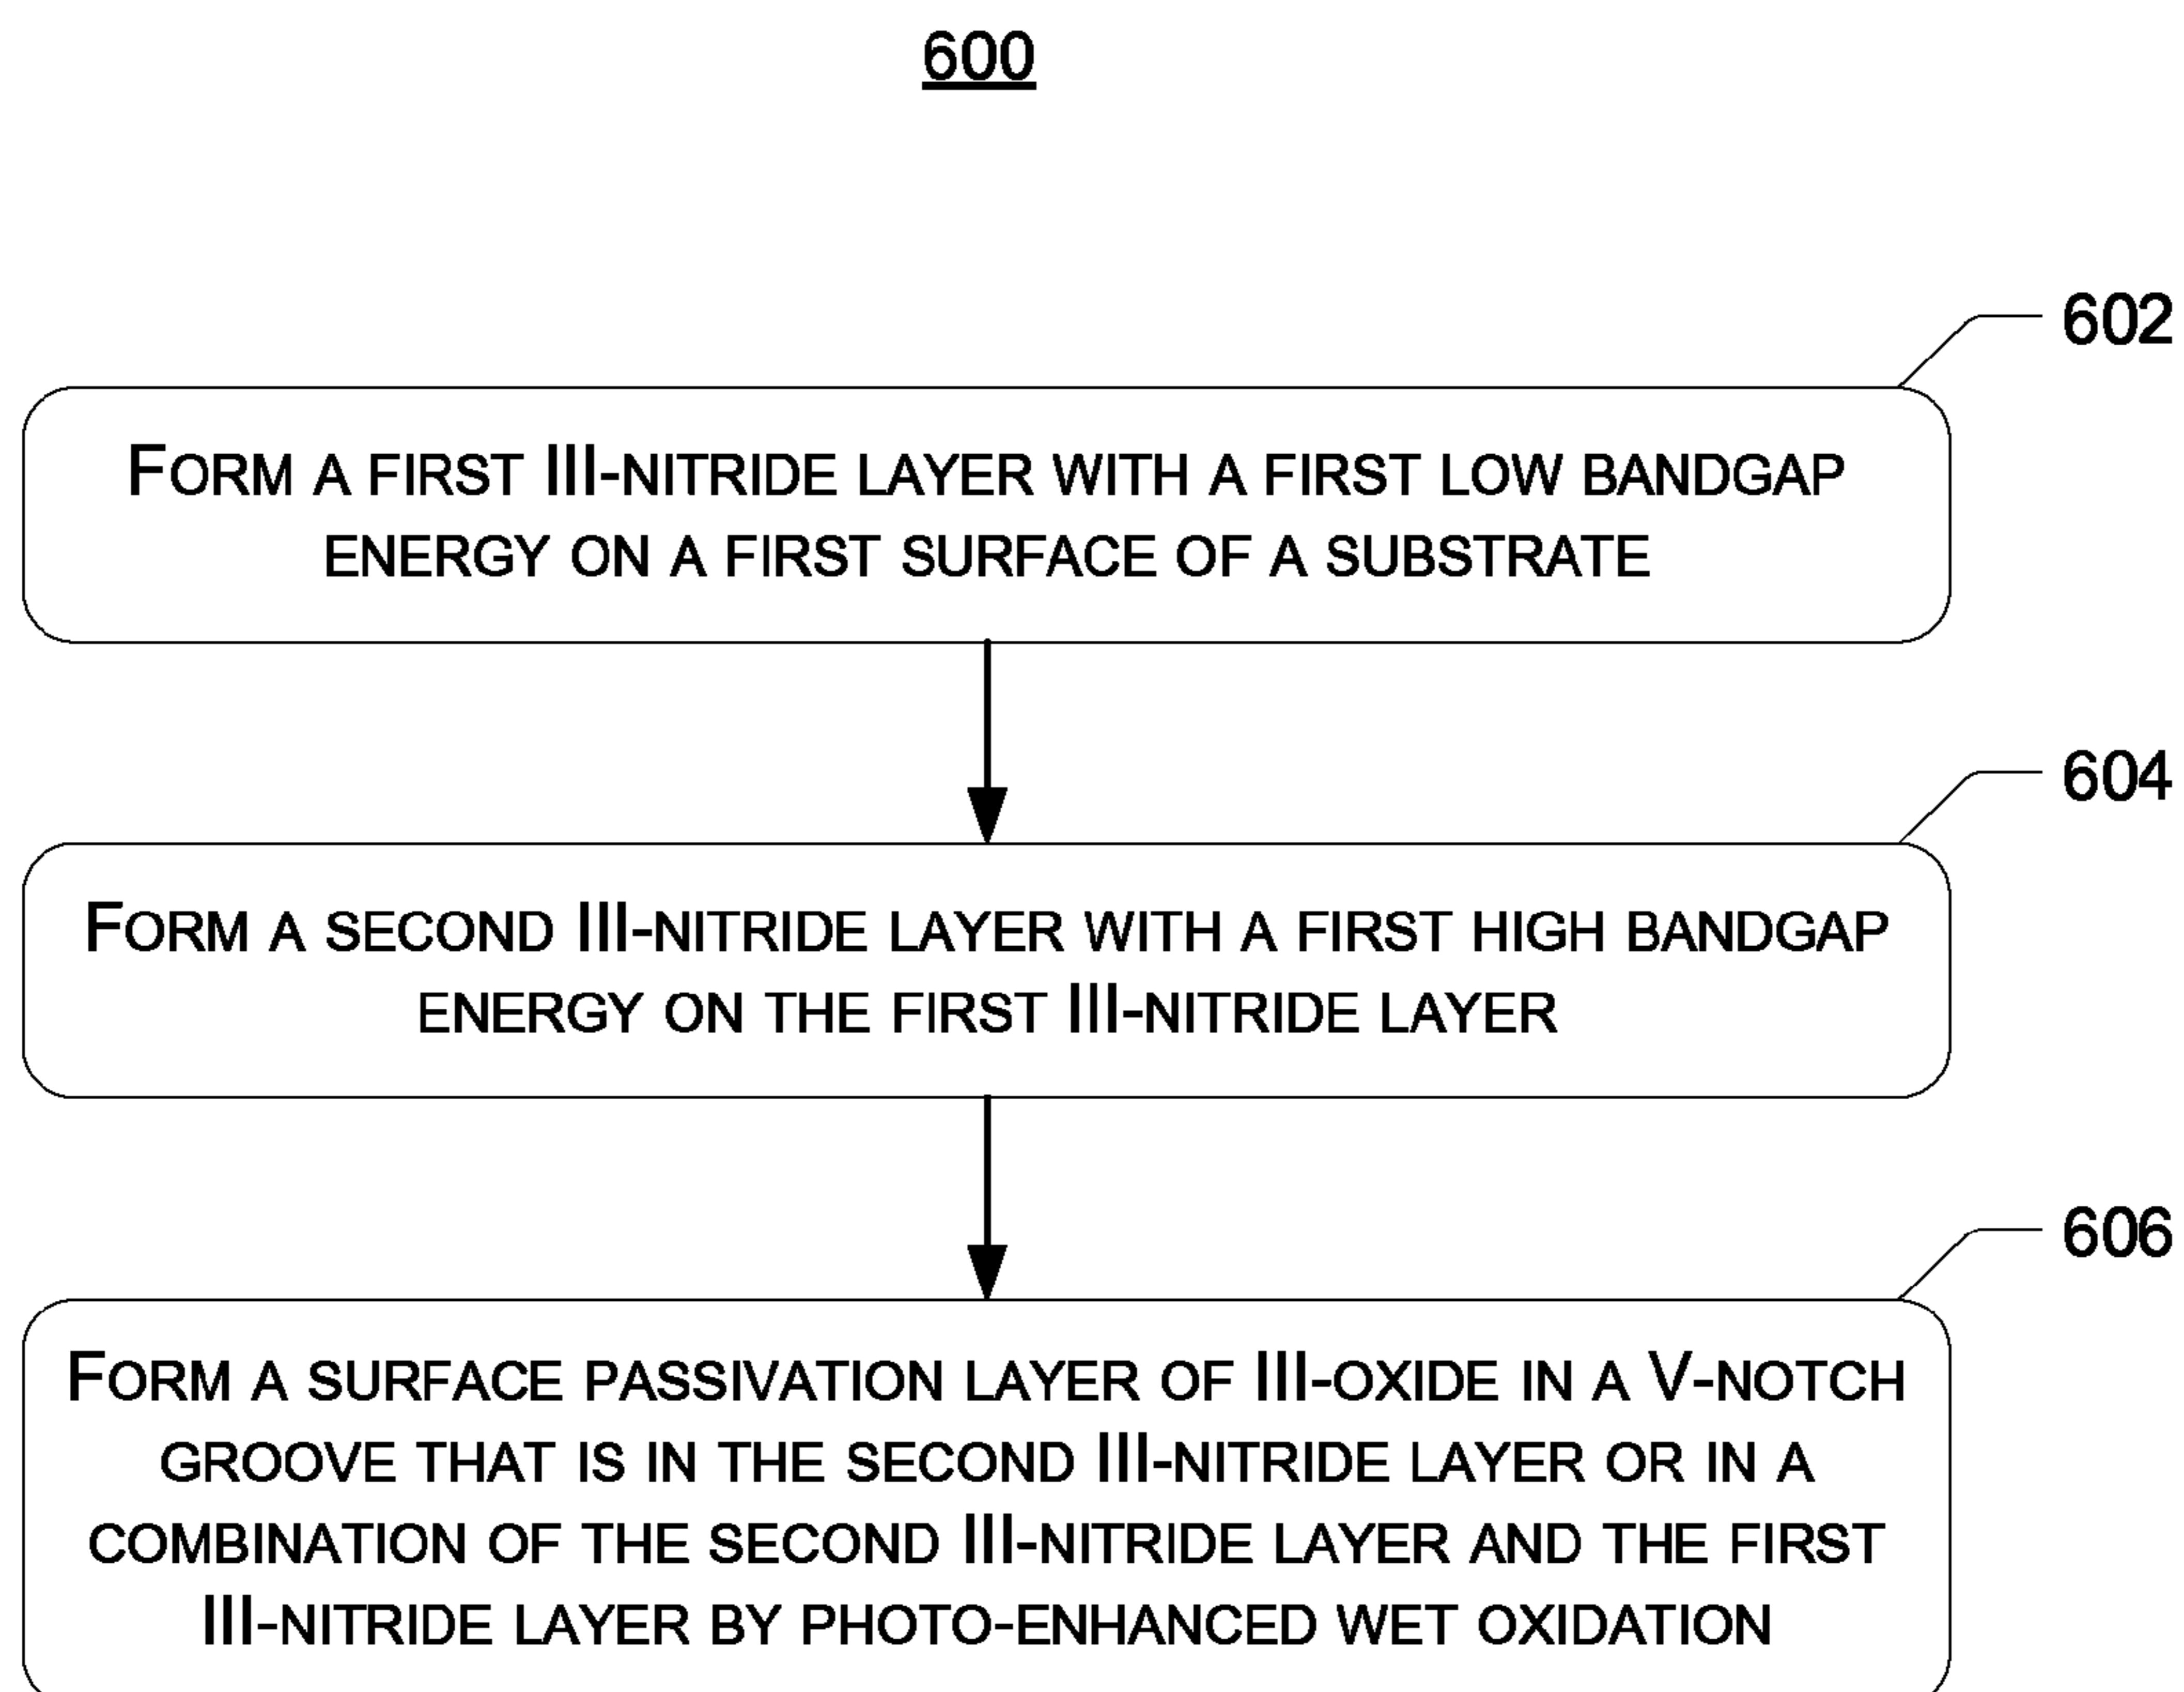 600
602
FORM A FIRST III-NITRIDE LAYER WITH A FIRST LOW BANDGAP
ENERGY ON A FIRST SURFACE OF A SUBSTRATE
604
FORM A SECOND III-NITRIDE LAYER WITH A FIRST HIGH BANDGAP
ENERGY ON THE FIRST III-NITRIDE LAYER
606
FORM A SURFACE PASSIVATION LAYER OF III-OXIDE IN A V-NOTCH
GROOVE THAT IS IN THE SECOND III-NITRIDE LAYER OR IN A
COMBINATION OF THE SECOND III-NITRIDE LAYER AND THE FIRST
III-NITRIDE LAYER BY PHOTO-ENHANCED WET OXIDATION